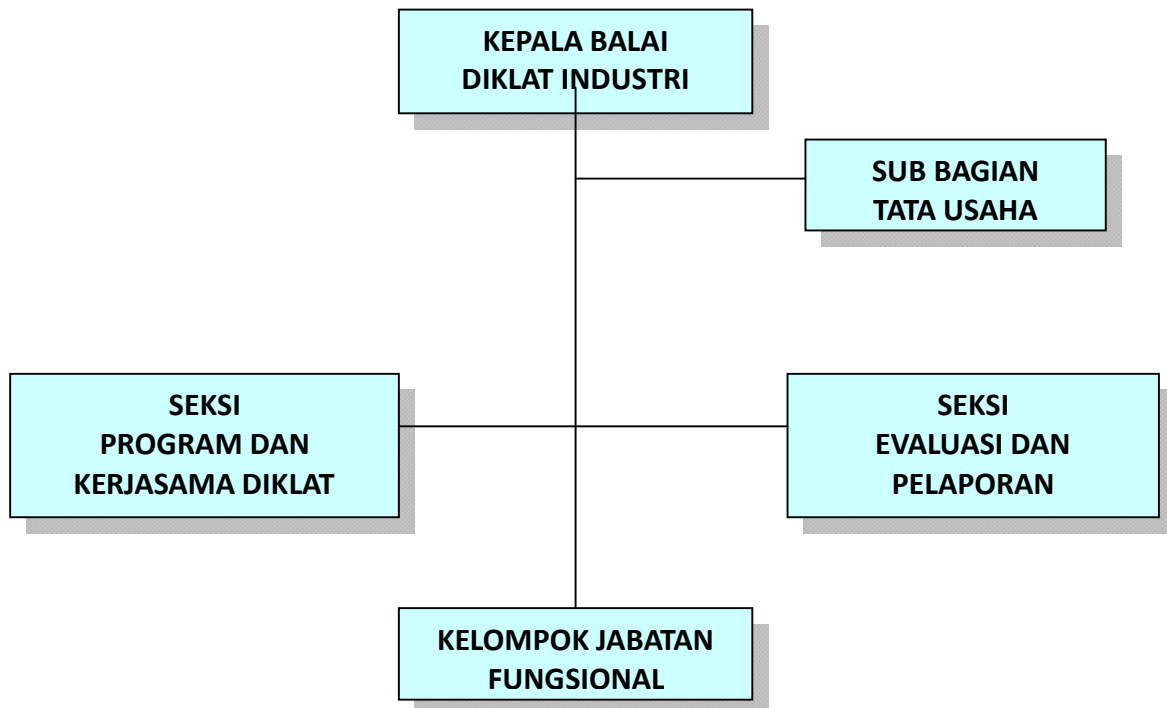 KEPALA BALAI
DIKLAT INDUSTRI
SUB BAGIAN
TATA USAHA
SEKSI
PROGRAM DAN
KERJASAMA DIKLAT
SEKSI
EVALUASI DAN
PELAPORAN
KELOMPOK JABATAN
FUNGSIONAL